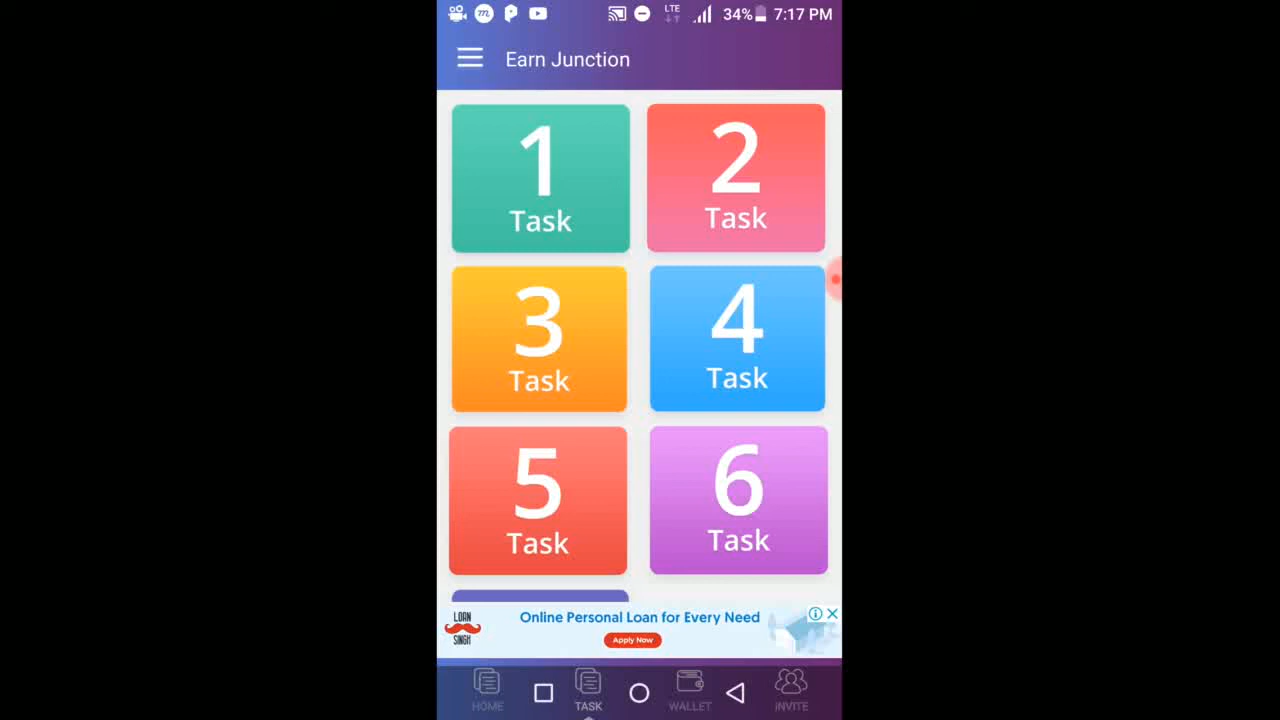 LTE 34% 7:17 PM
Earn Junction
1
Task
2
Task
3
Task
4
Task
5
Task
6
Task
LOAN
SINGH
Online Personal Loan for Every Need
Apply Now
HOME
TASK
WALLET
INVITE